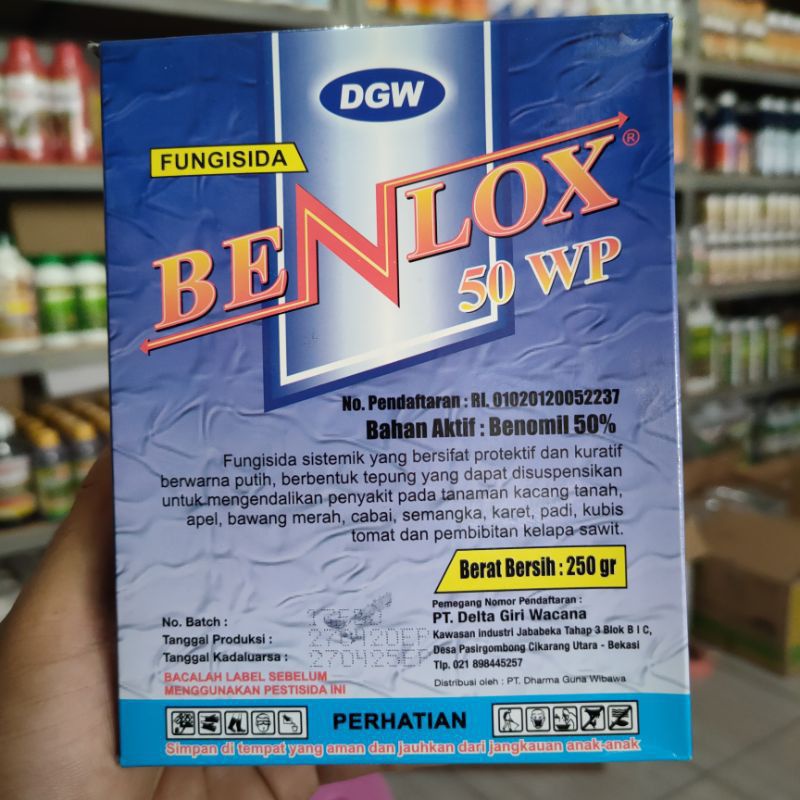 DGW
FUNGISIDA
BENLOX®
50 WP
No. Pendaftaran : RI. 01020120052237
Bahan Aktif : Benomil 50%
Fungisida sistemik yang bersifat protektif dan kuratif
berwarna putih, berbentuk tepung yang dapat disuspensikan
untuk mengendalikan penyakit pada tanaman kacang tanah,
apel, bawang merah, cabai, semangka, karet, padi, kubis
tomat dan pembibitan kelapa sawit.
Berat Bersih : 250 gr
Pemegang Nomor Pendaftaran :
PT. Delta Giri Wacana
Kawasan Industri Jababeka Tahap 3 Blok B I C,
Desa Pasirgombong Cikarang Utara - Bekasi
Tlp. 021 898445257
Distribusi oleh : PT. Dharma Guna Wibawa
No. Batch :
Tanggal Produksi : 270420EP
Tanggal Kadaluarsa : 270425EP
BACALAH LABEL SEBELUM
MENGGUNAKAN PESTISIDA INI
PERHATIAN
Simpan di tempat yang aman dan jauhkan dari jangkauan anak-anak